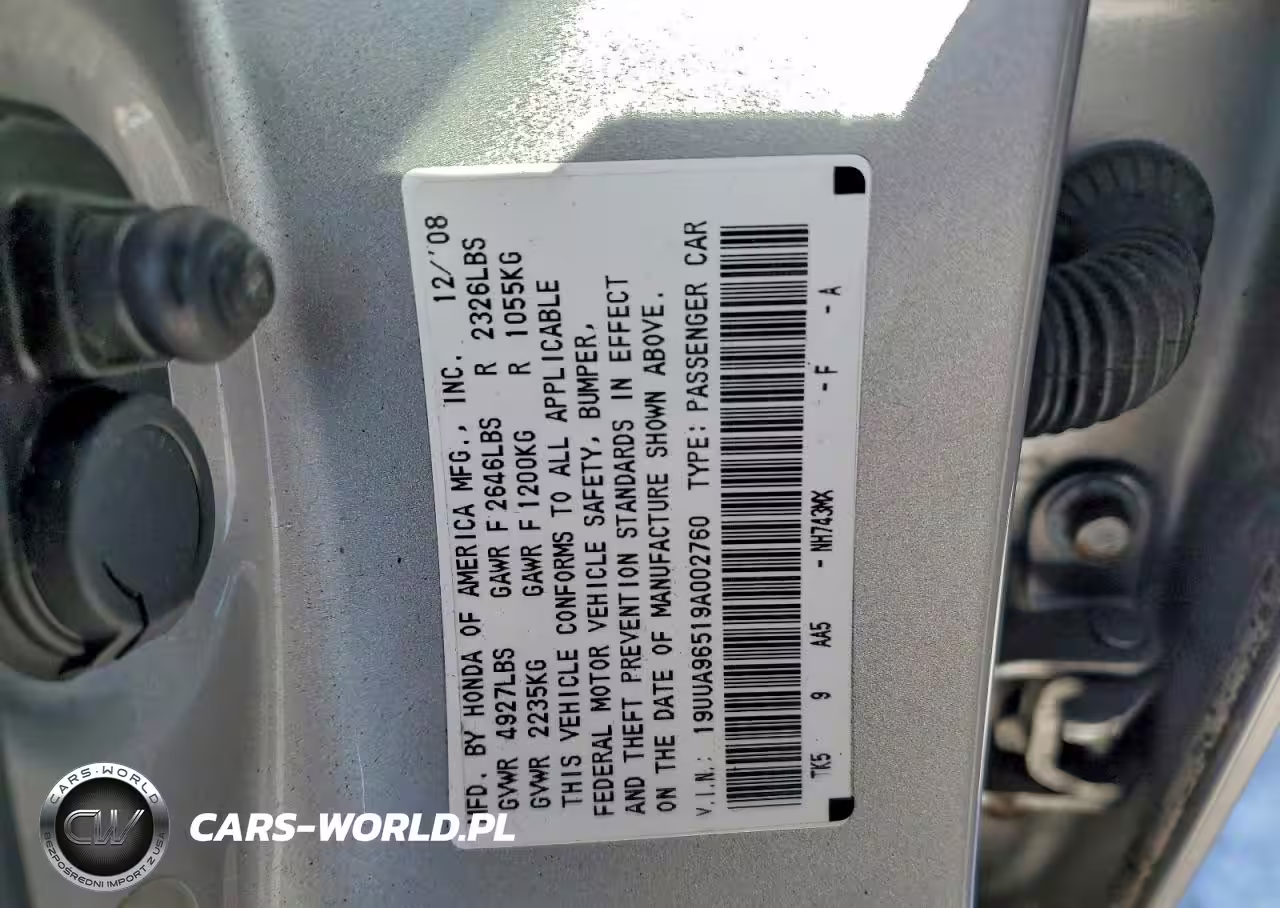 MFD. BY HONDA OF AMERICA MFG., INC. 12/'08
GVWR 4927LBS GAWR F 2646LBS R 2326LBS
GVWR 2235KG GAWR F 1200KG R 1055KG
THIS VEHICLE CONFORMS TO ALL APPLICABLE
FEDERAL MOTOR VEHICLE SAFETY, BUMPER,
AND THEFT PREVENTION STANDARDS IN EFFECT
ON THE DATE OF MANUFACTURE SHOWN ABOVE.
V.I.N.: 19UUA96519A002760 TYPE: PASSENGER CAR
TK5 9 AA5 - NH743MX - F - A
CARS-WORLD
CW
BEZPOŚREDNI IMPORT Z USA
CARS-WORLD.PL